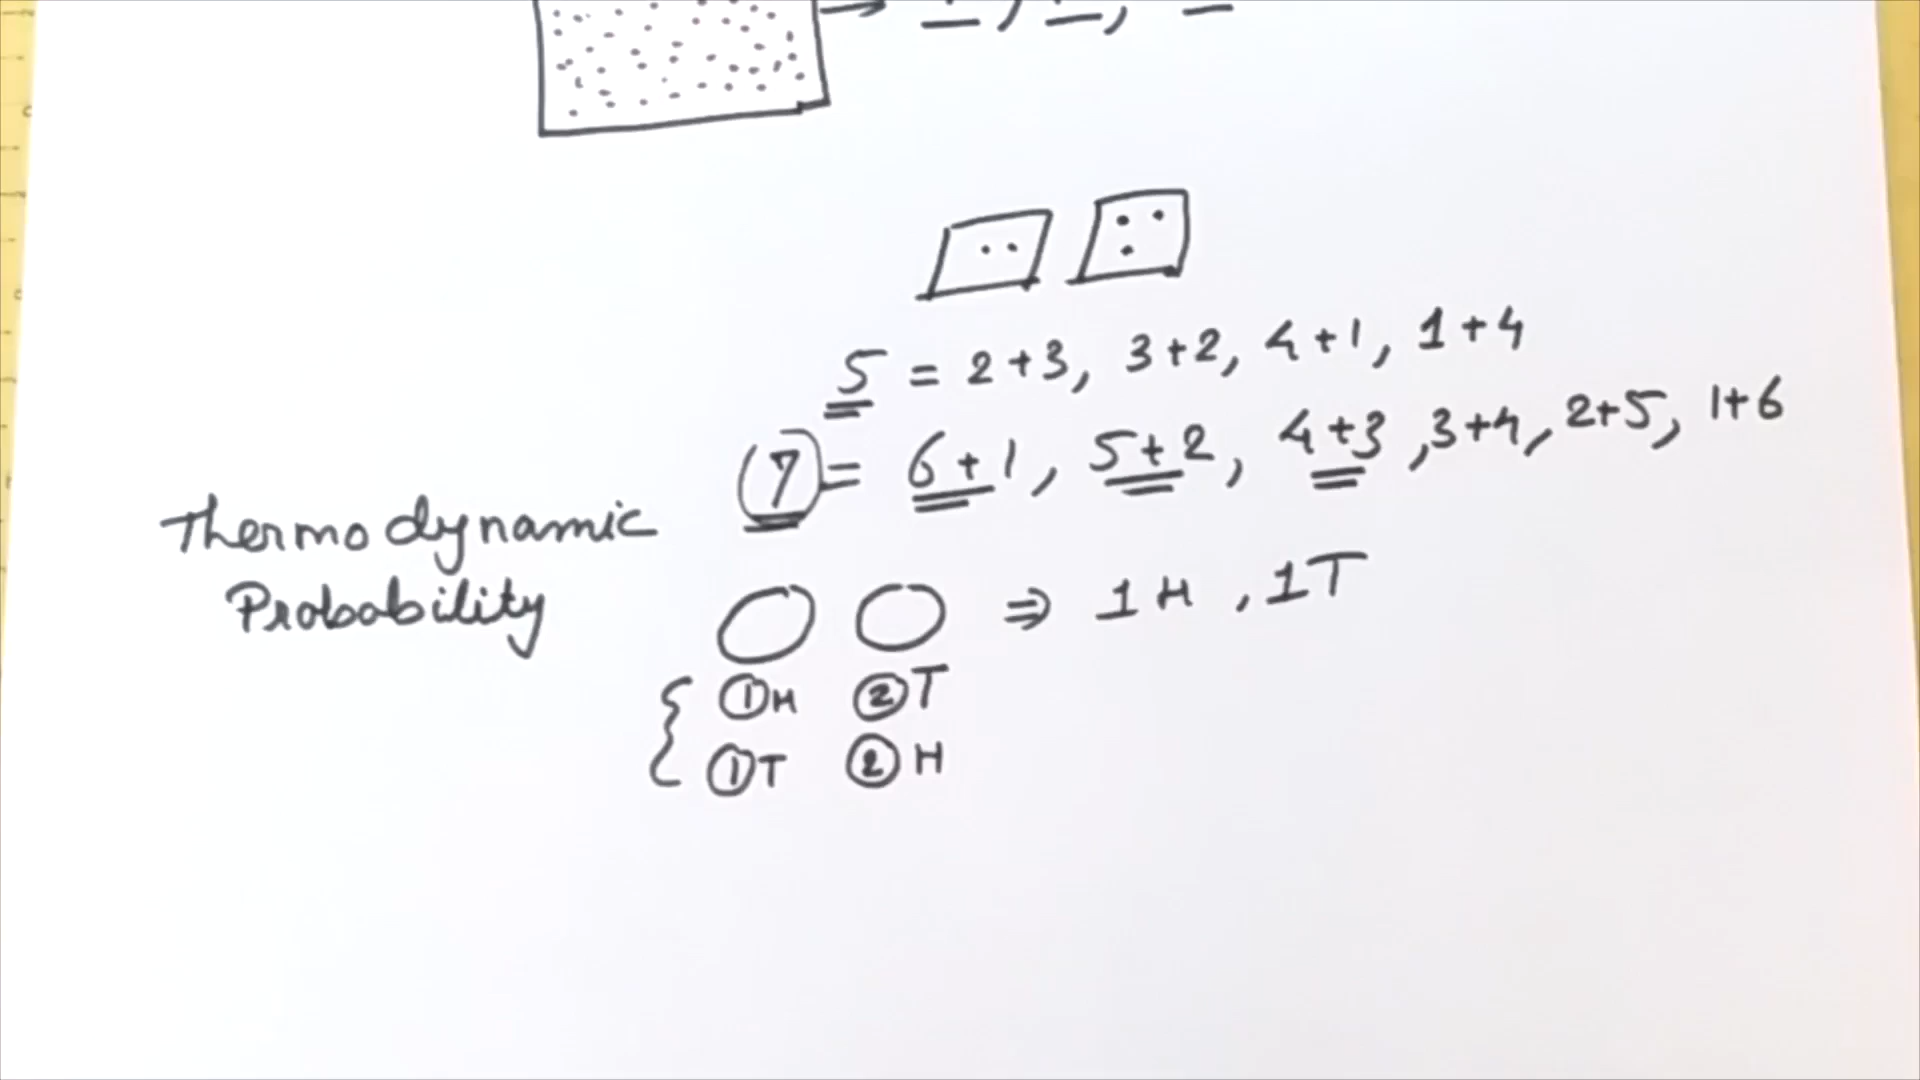 5 = 2+3, 3+2, 4+1, 1+4
(7) = 6+1, 5+2, 4+3, 3+4, 2+5, 1+6
Thermodynamic
Probability
⇒ 1H, 1T
①H ②T
①T ②H